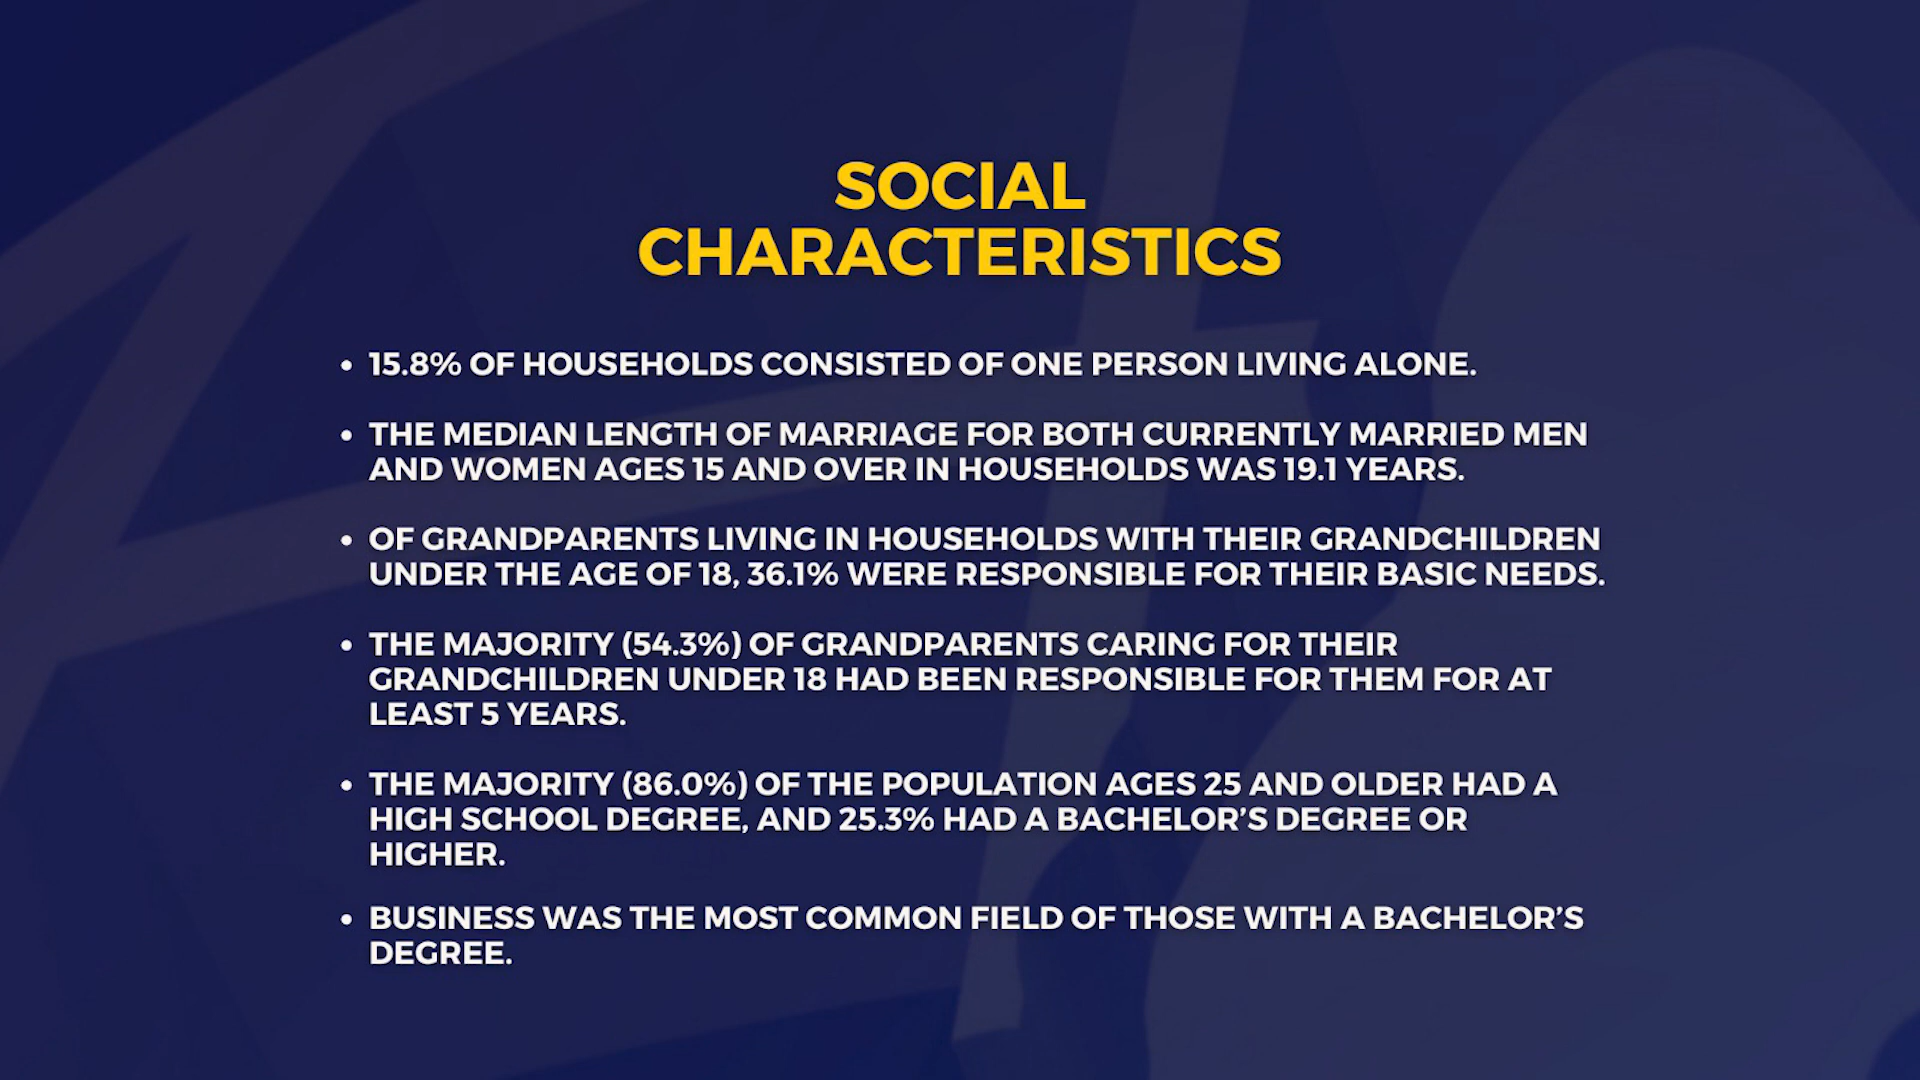 SOCIAL
CHARACTERISTICS
• 15.8% OF HOUSEHOLDS CONSISTED OF ONE PERSON LIVING ALONE.
• THE MEDIAN LENGTH OF MARRIAGE FOR BOTH CURRENTLY MARRIED MEN
AND WOMEN AGES 15 AND OVER IN HOUSEHOLDS WAS 19.1 YEARS.
• OF GRANDPARENTS LIVING IN HOUSEHOLDS WITH THEIR GRANDCHILDREN
UNDER THE AGE OF 18, 36.1% WERE RESPONSIBLE FOR THEIR BASIC NEEDS.
• THE MAJORITY (54.3%) OF GRANDPARENTS CARING FOR THEIR
GRANDCHILDREN UNDER 18 HAD BEEN RESPONSIBLE FOR THEM FOR AT
LEAST 5 YEARS.
• THE MAJORITY (86.0%) OF THE POPULATION AGES 25 AND OLDER HAD A
HIGH SCHOOL DEGREE, AND 25.3% HAD A BACHELOR’S DEGREE OR
HIGHER.
• BUSINESS WAS THE MOST COMMON FIELD OF THOSE WITH A BACHELOR’S
DEGREE.